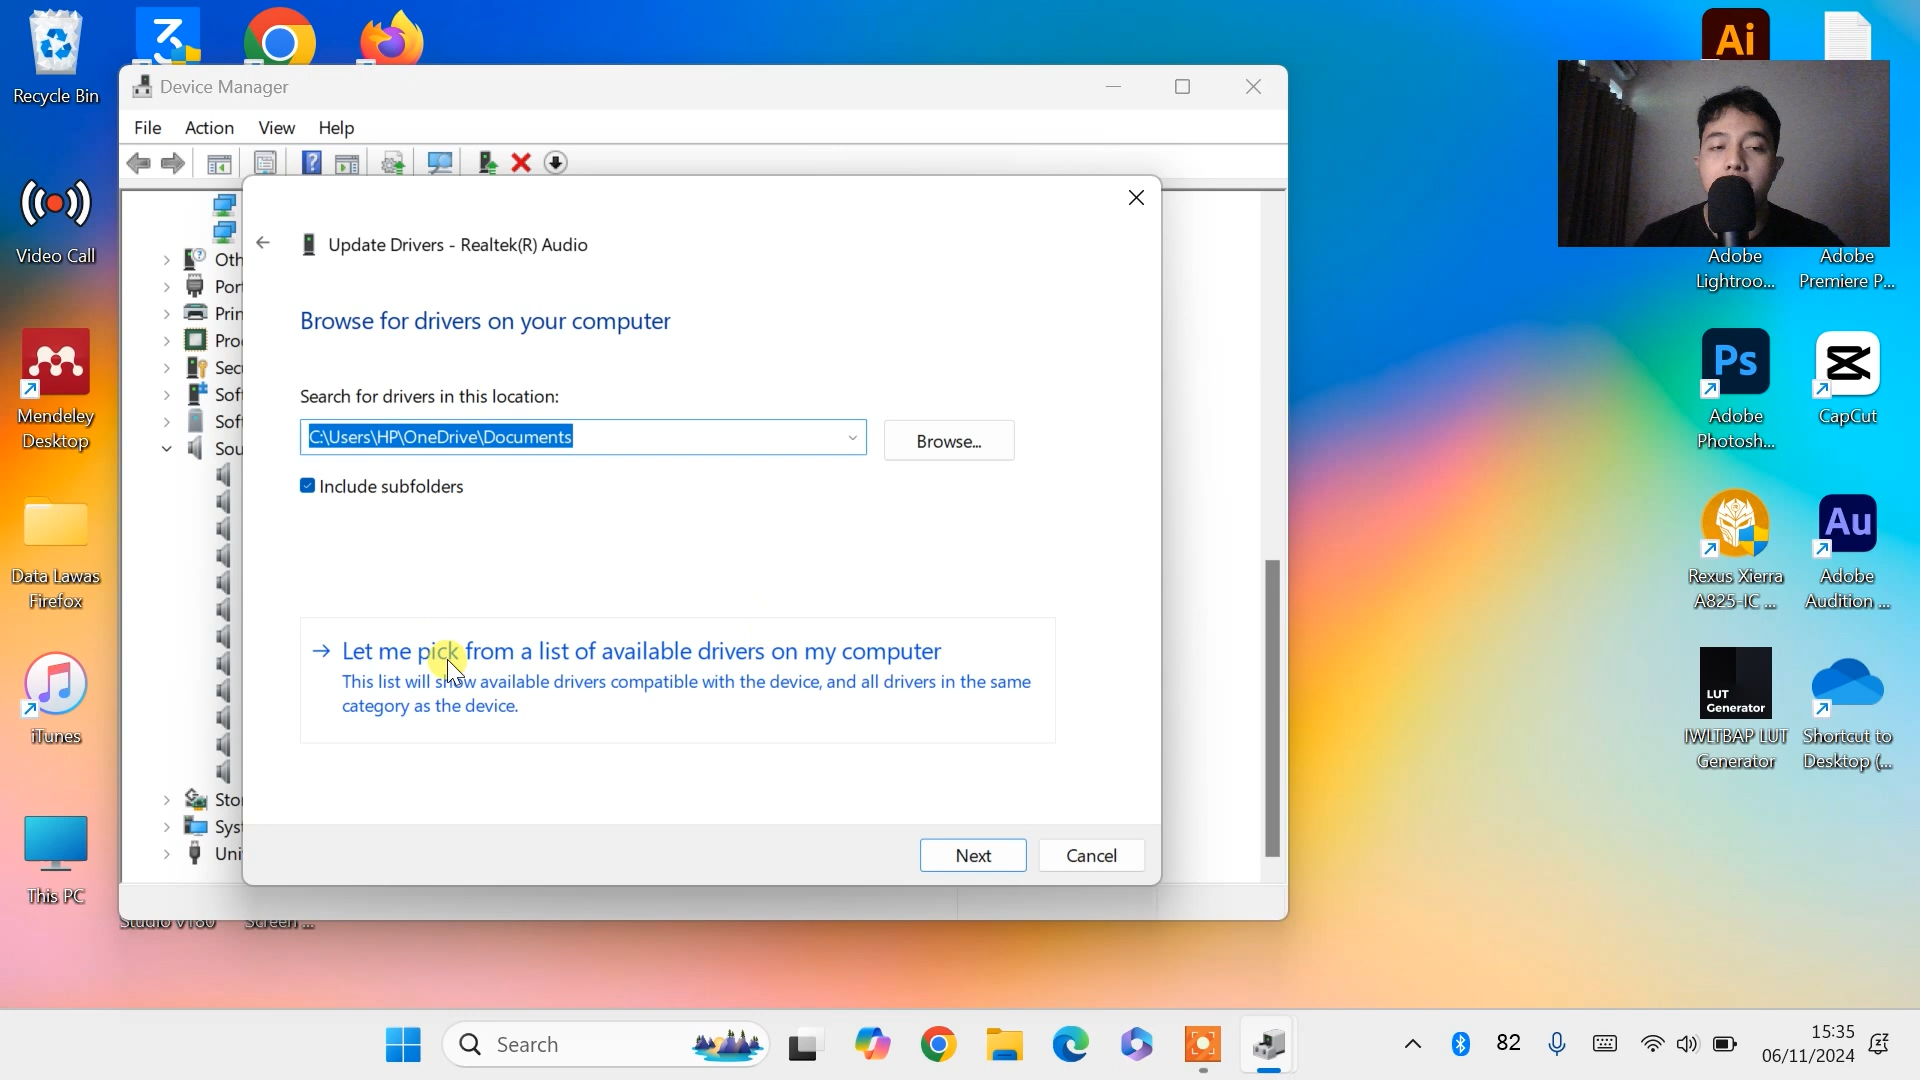 Recycle Bin
Video Call
Mendeley
Desktop
Data Lawas
Firefox
iTunes
This PC
3
Device Manager
File Action View Help
Oth
Por
Prin
Pro
Sec
Sof
Sof
Sou
Sto
Sys
Uni
Update Drivers - Realtek(R) Audio
Browse for drivers on your computer
Search for drivers in this location:
C:\Users\HP\OneDrive\Documents
Browse...
Include subfolders
Let me pick from a list of available drivers on my computer
This list will show available drivers compatible with the device, and all drivers in the same
category as the device.
Next Cancel
Studio V180
Screen ...
Ai
Adobe
Lightroo...
Adobe
Premiere P...
Ps
Adobe
Photosh...
CapCut
Rexus Xierra
A825-IC ...
Au
Adobe
Audition ...
LUT
Generator
IWLTBAP LUT
Generator
Shortcut to
Desktop (...
Search
82
15:35
06/11/2024